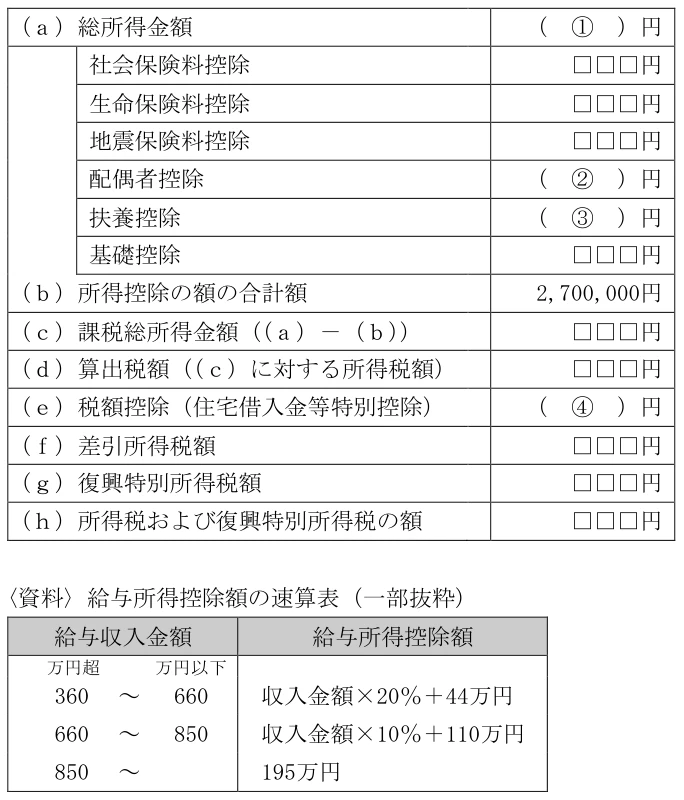 （ａ）総所得金額 （ ① ）円
社会保険料控除 □□□円
生命保険料控除 □□□円
地震保険料控除 □□□円
配偶者控除 （ ② ）円
扶養控除 （ ③ ）円
基礎控除 □□□円
（ｂ）所得控除の額の合計額 2,700,000円
（ｃ）課税総所得金額（（ａ）－（ｂ）） □□□円
（ｄ）算出税額（（ｃ）に対する所得税額） □□□円
（ｅ）税額控除（住宅借入金等特別控除） （ ④ ）円
（ｆ）差引所得税額 □□□円
（ｇ）復興特別所得税額 □□□円
（ｈ）所得税および復興特別所得税の額 □□□円
〈資料〉給与所得控除額の速算表（一部抜粋）
給与収入金額 給与所得控除額
万円超 万円以下
360 ～ 660 収入金額×20％＋44万円
660 ～ 850 収入金額×10％＋110万円
850 ～ 195万円